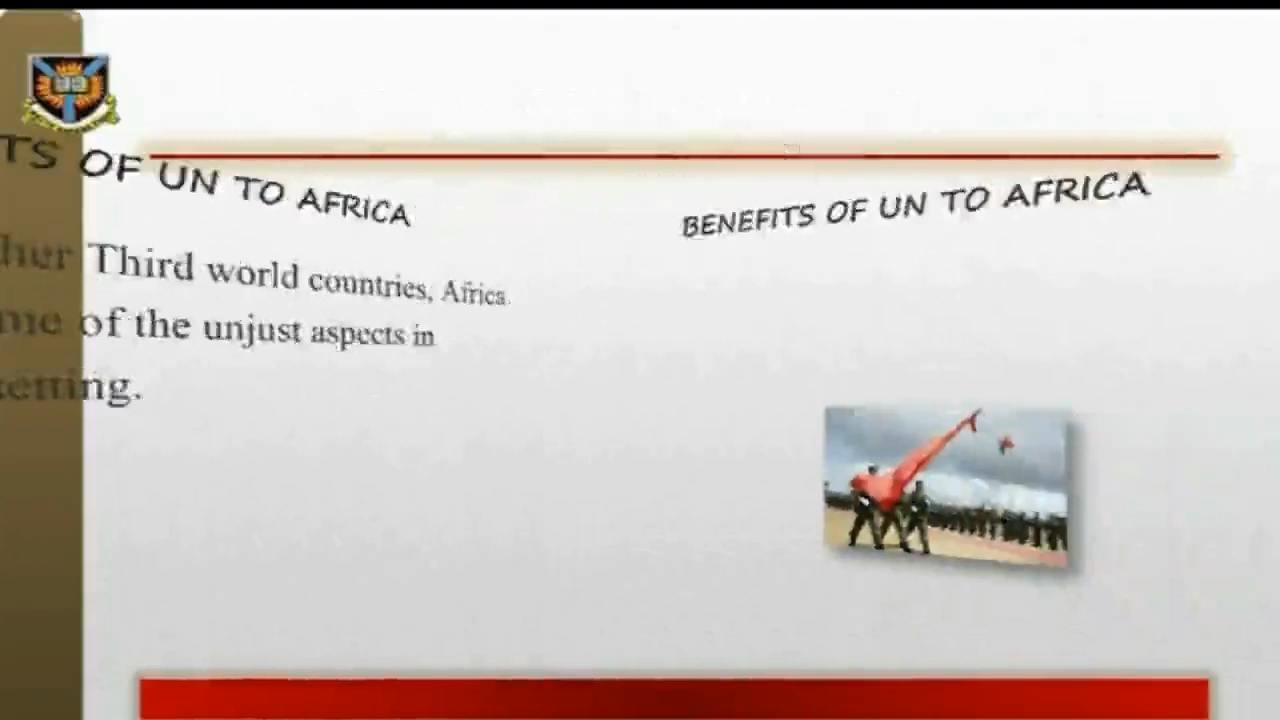 TS OF UN TO AFRICA
her Third world countries, Africa
me of the unjust aspects in
etting.
BENEFITS OF UN TO AFRICA